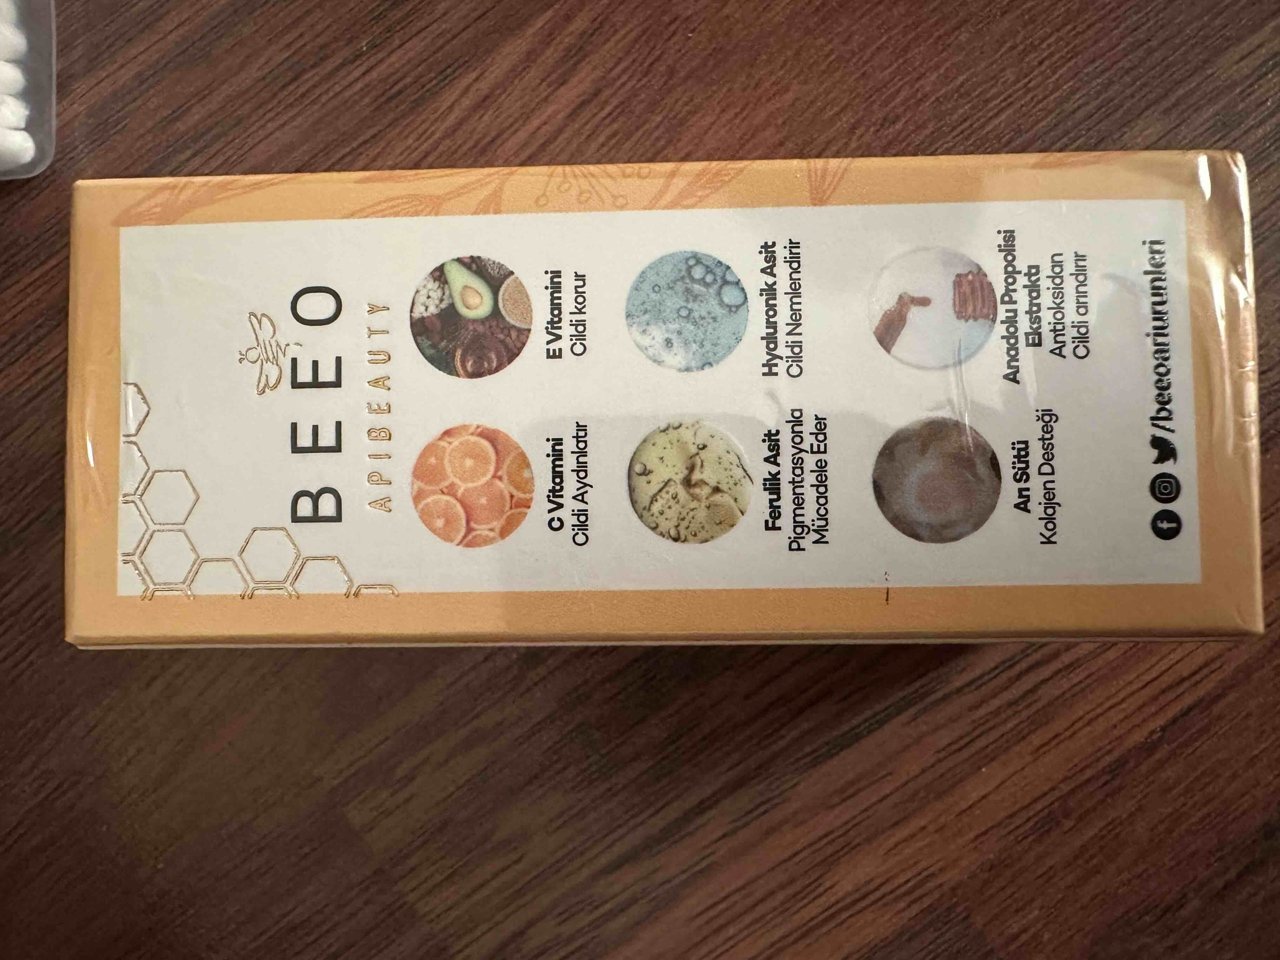 BEEO
APIBEAUTY
C Vitamini
Cildi Aydınlatır
E Vitamini
Cildi korur
Ferulik Asit
Pigmentasyonla
Mücadele Eder
Hyaluronik Asit
Cildi Nemlendirir
Arı Sütü
Kolajen Desteği
Anadolu Propolisi
Ekstraktı
Antioksidan
Cildi arındırır
/beeoariurunleri